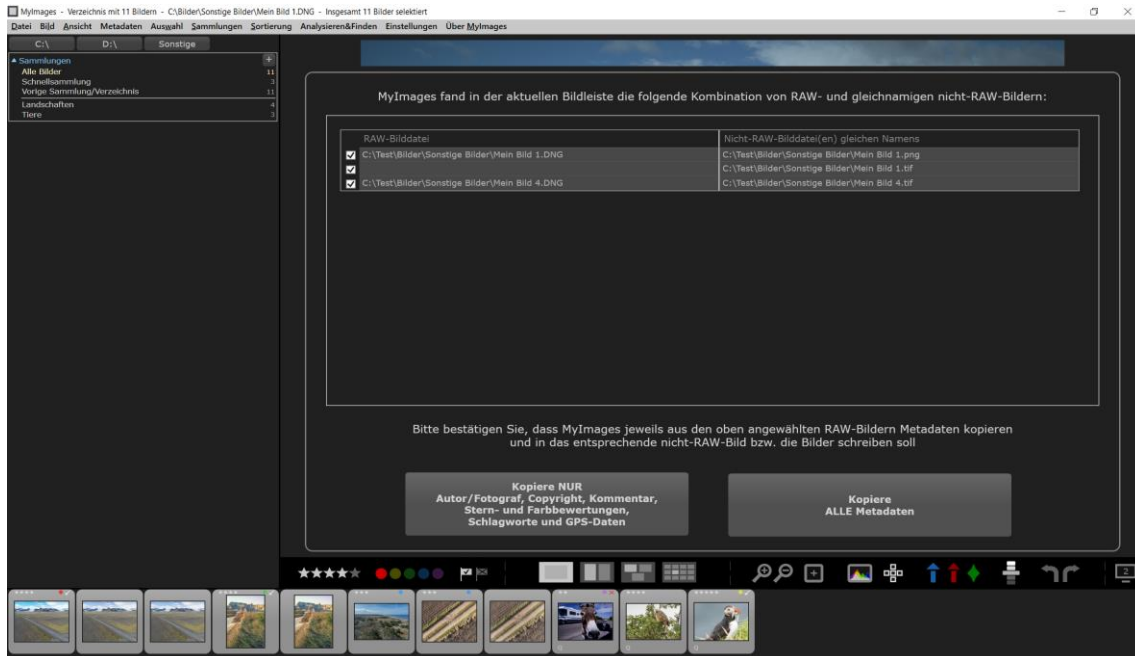 MyImages - Verzeichnis mit 11 Bildern - C:\Bilder\Sonstige Bilder\Mein Bild 1.DNG - Insgesamt 11 Bilder selektiert
Datei Bild Ansicht Metadaten Auswahl Sammlungen Sortierung Analysieren&Finden Einstellungen Über MyImages
C:\ D:\ Sonstige
Sammlungen +
Alle Bilder 11
Schnellsammlung 3
Vorige Sammlung/Verzeichnis 11
Landschaften 4
Tiere 3
MyImages fand in der aktuellen Bildleiste die folgende Kombination von RAW- und gleichnamigen nicht-RAW-Bildern:
RAW-Bilddatei Nicht-RAW-Bilddatei(en) gleichen Namens
C:\Test\Bilder\Sonstige Bilder\Mein Bild 1.DNG C:\Test\Bilder\Sonstige Bilder\Mein Bild 1.png
C:\Test\Bilder\Sonstige Bilder\Mein Bild 1.tif
C:\Test\Bilder\Sonstige Bilder\Mein Bild 4.DNG C:\Test\Bilder\Sonstige Bilder\Mein Bild 4.tif
Bitte bestätigen Sie, dass MyImages jeweils aus den oben angewählten RAW-Bildern Metadaten kopieren
und in das entsprechende nicht-RAW-Bild bzw. die Bilder schreiben soll
Kopiere NUR
Autor/Fotograf, Copyright, Kommentar,
Stern- und Farbbewertungen,
Schlagworte und GPS-Daten
Kopiere
ALLE Metadaten
2